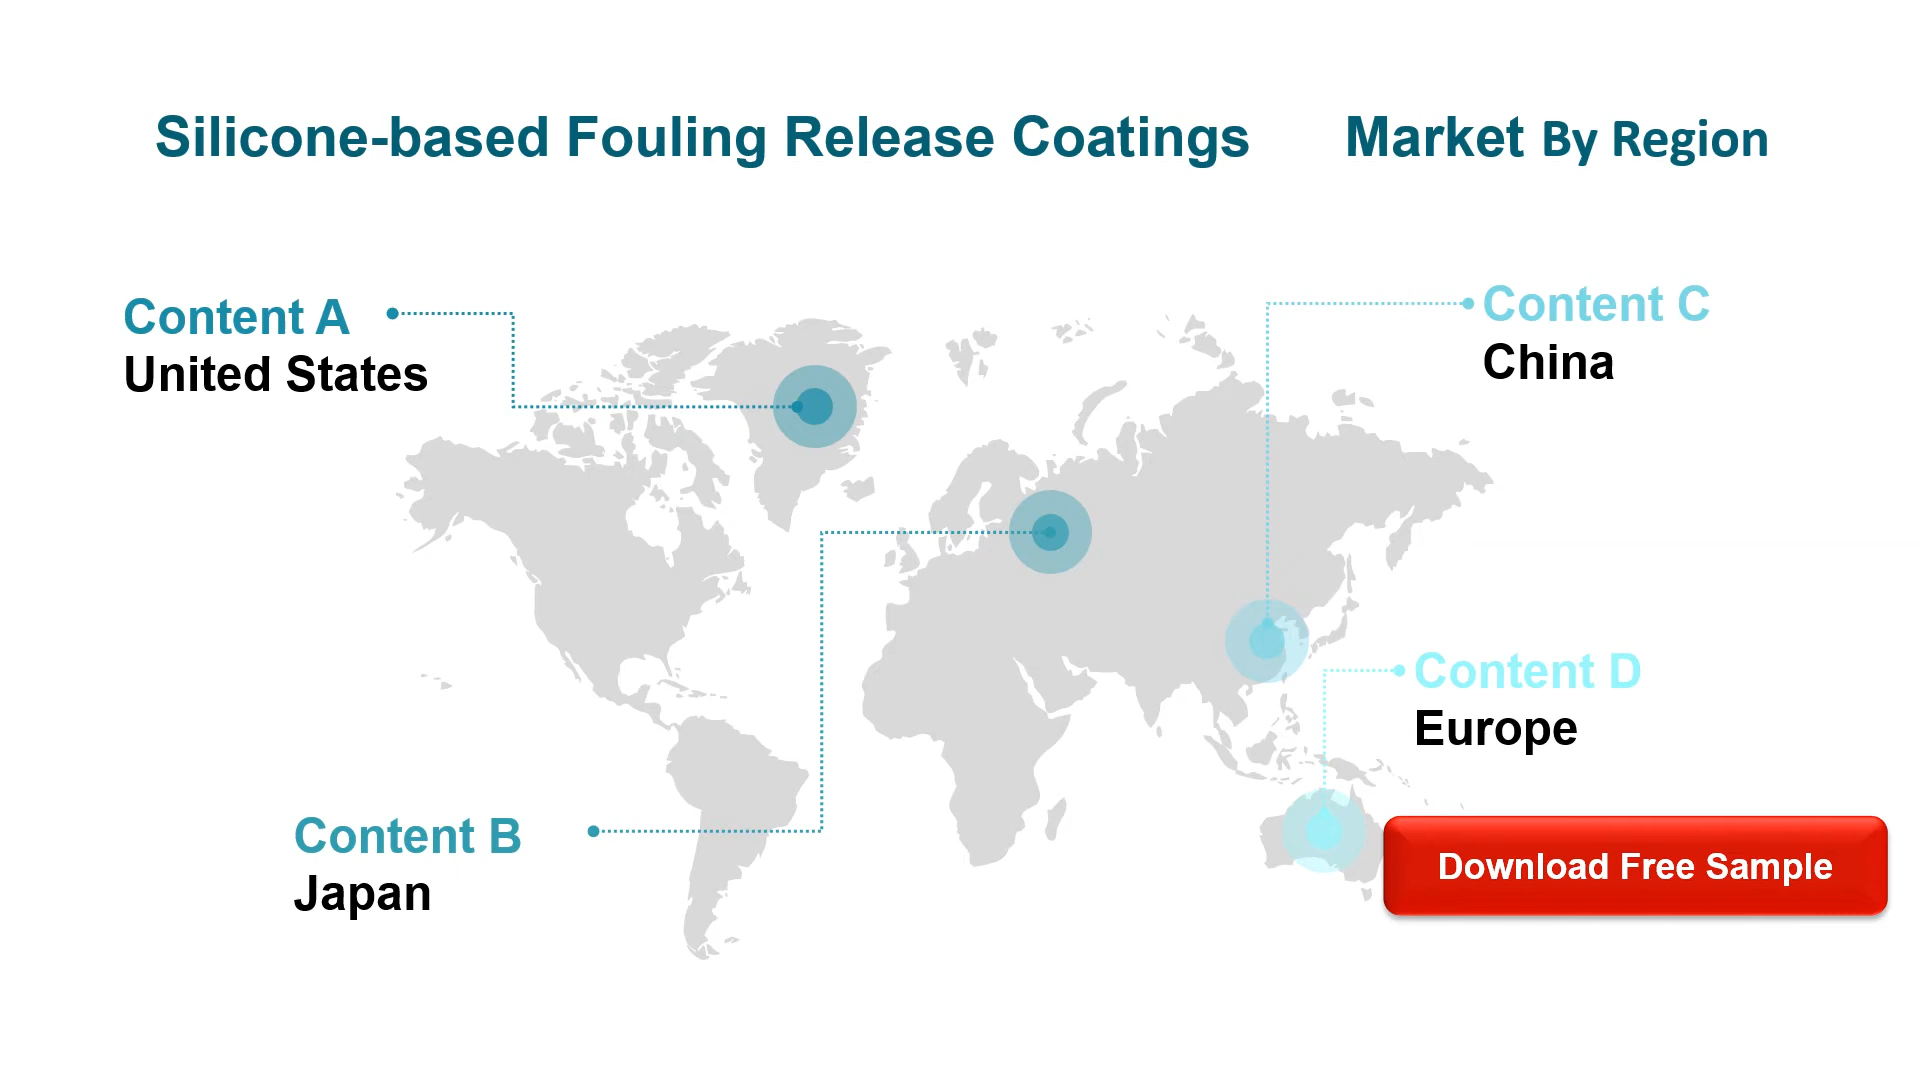 Silicone-based Fouling Release Coatings Market By Region
Content A
United States
Content C
China
Content D
Europe
Content B
Japan
Download Free Sample